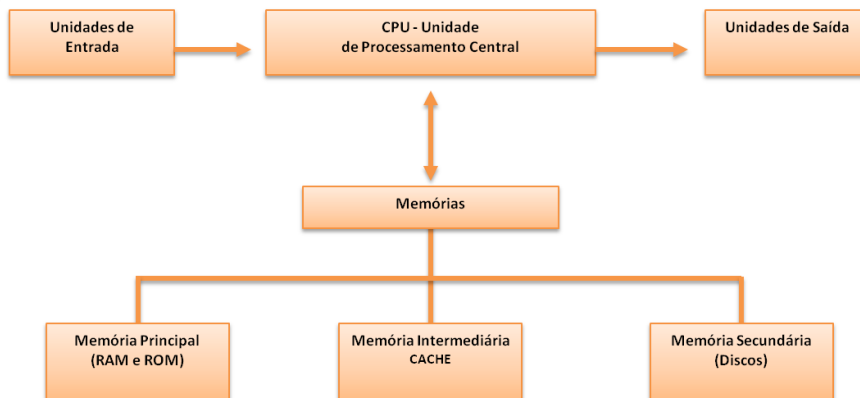 Unidades de
Entrada
CPU - Unidade
de Processamento Central
Unidades de Saída
Memórias
Memória Principal
(RAM e ROM)
Memória Intermediária
CACHE
Memória Secundária
(Discos)